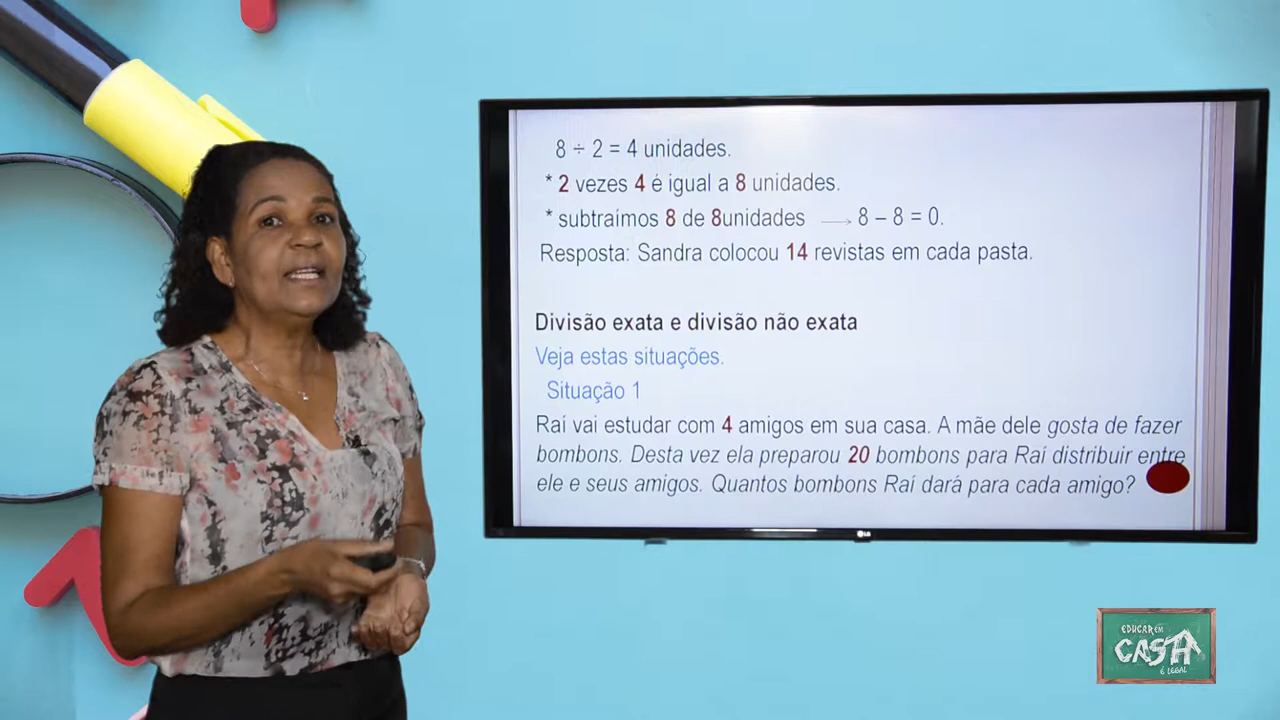 8 ÷ 2 = 4 unidades.
* 2 vezes 4 é igual a 8 unidades.
* subtraímos 8 de 8unidades → 8 – 8 = 0.
Resposta: Sandra colocou 14 revistas em cada pasta.
Divisão exata e divisão não exata
Veja estas situações.
Situação 1
Raí vai estudar com 4 amigos em sua casa. A mãe dele gosta de fazer
bombons. Desta vez ela preparou 20 bombons para Raí distribuir entre
ele e seus amigos. Quantos bombons Raí dará para cada amigo?
LG
EDUCAR EM
CASA
É LEGAL